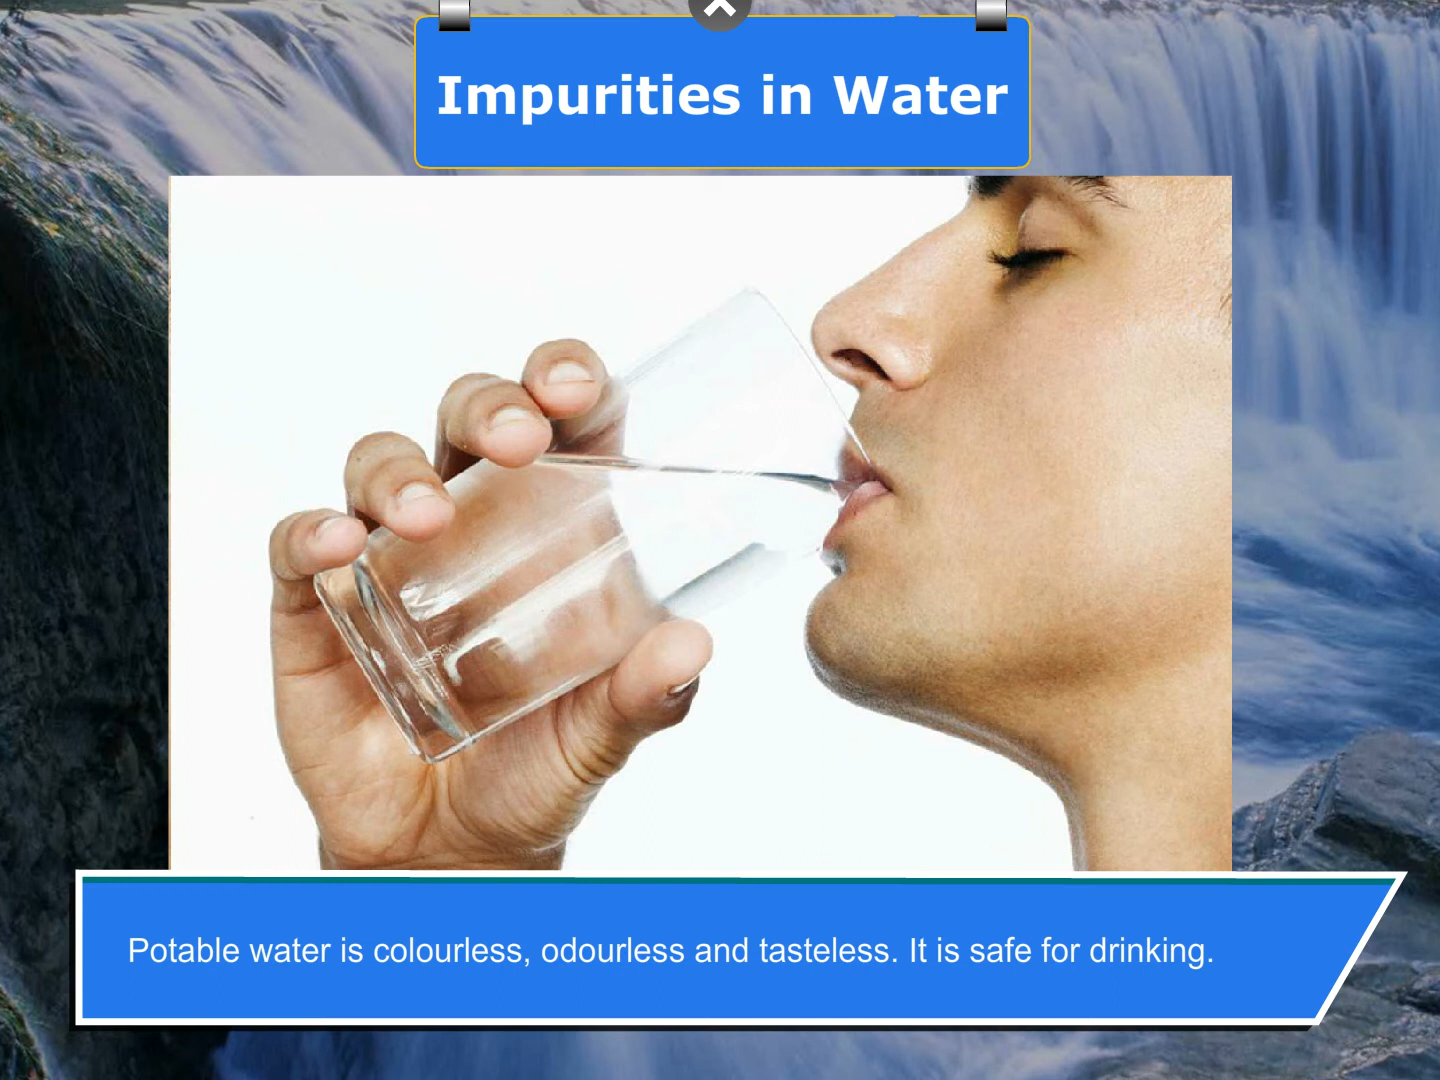 Impurities in Water
Potable water is colourless, odourless and tasteless. It is safe for drinking.